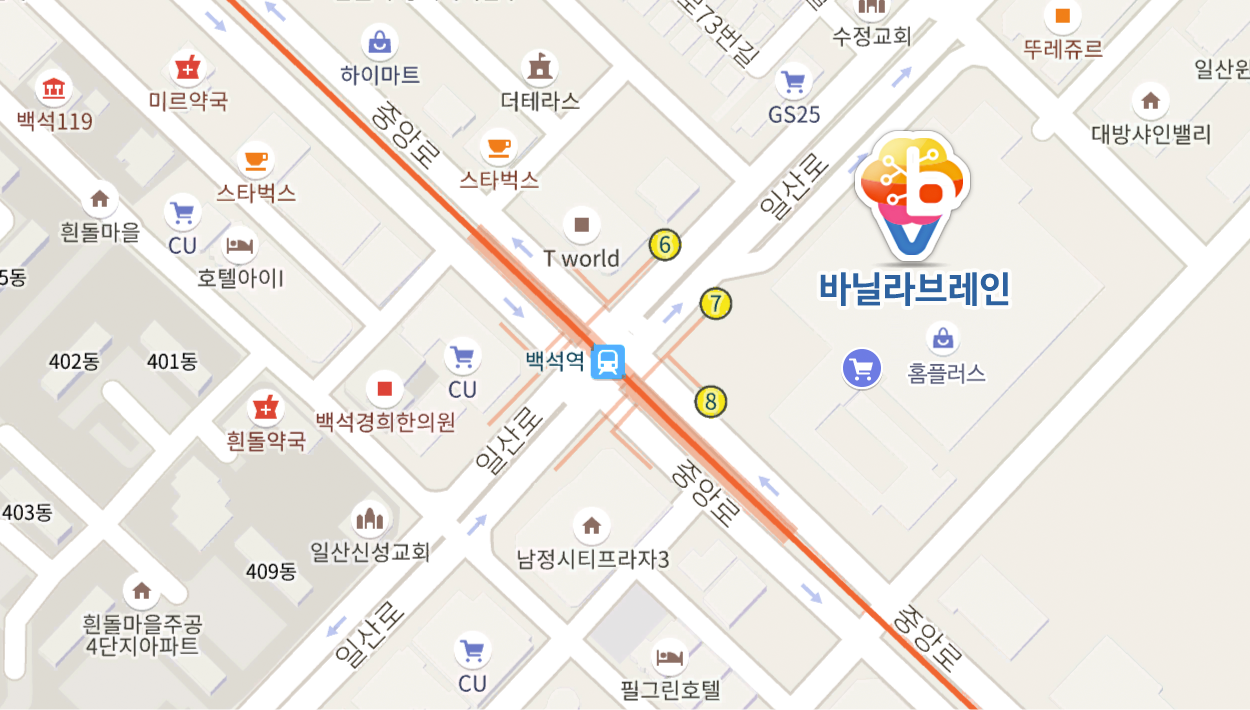 로73번길
수정교회
뚜레쥬르
하이마트
일산원
미르약국
더테라스
백석119
GS25
중앙로
대방샤인밸리
스타벅스
스타벅스
일산로
b
흰돌마을
CU
6
T world
5동
호텔아이I
바닐라브레인
7
402동
401동
백석역
CU
홈플러스
8
백석경희한의원
흰돌약국
일산로
중앙로
403동
일산신성교회
남정시티프라자3
409동
흰돌마을주공
4단지아파트
일산로
중앙로
CU
필그린호텔